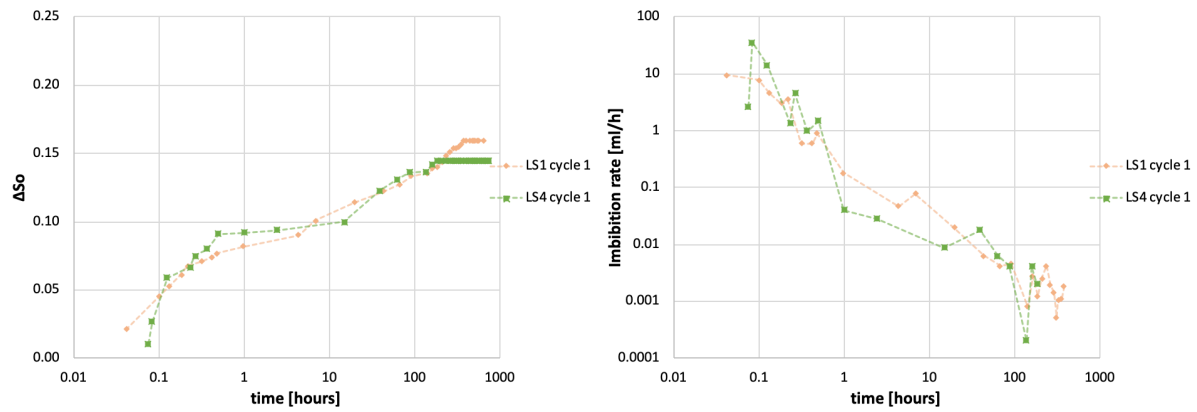 0.25
0.20
0.15
0.10
0.05
0.00
ΔSo
0.01 0.1 1 10 100 1000
time [hours]
LS1 cycle 1
LS4 cycle 1
100
10
1
0.1
0.01
0.001
0.0001
Imbibition rate [ml/h]
0.01 0.1 1 10 100 1000
time [hours]
LS1 cycle 1
LS4 cycle 1